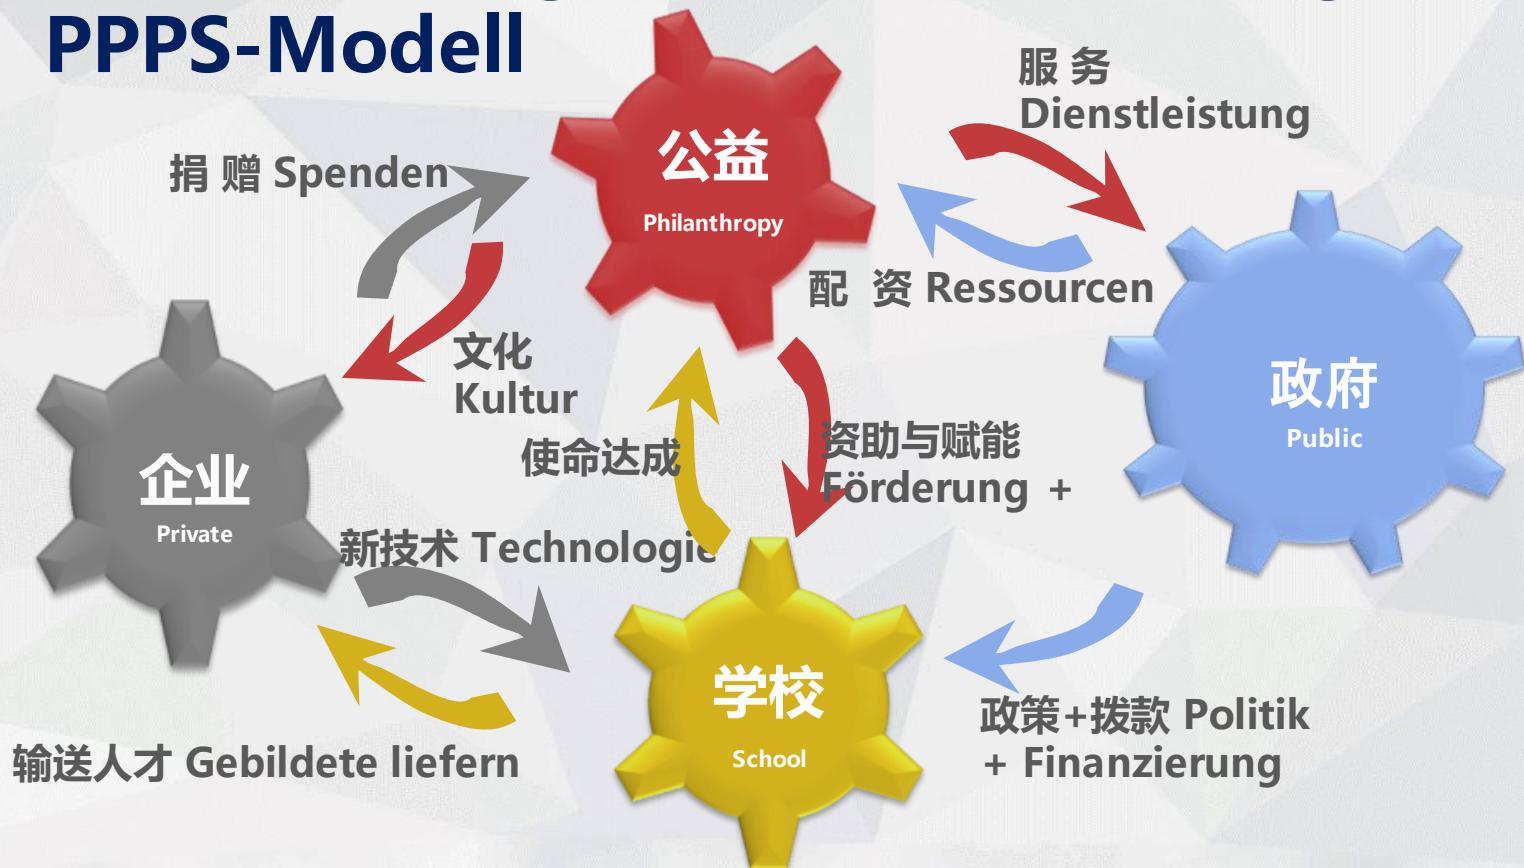 PPPS-Modell
服 务
Dienstleistung
捐 赠 Spenden
公益
Philanthropy
配 资 Ressourcen
文化
Kultur
使命达成
资助与赋能
Förderung +
政府
Public
企业
Private
新技术 Technologie
学校
School
政策+拨款 Politik
+ Finanzierung
输送人才 Gebildete liefern